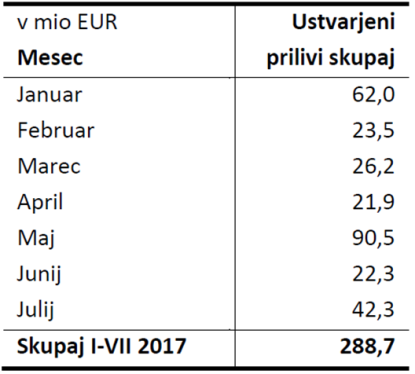 v mio EUR Ustvarjeni
Mesec prilivi skupaj
Januar 62,0
Februar 23,5
Marec 26,2
April 21,9
Maj 90,5
Junij 22,3
Julij 42,3
Skupaj I-VII 2017 288,7